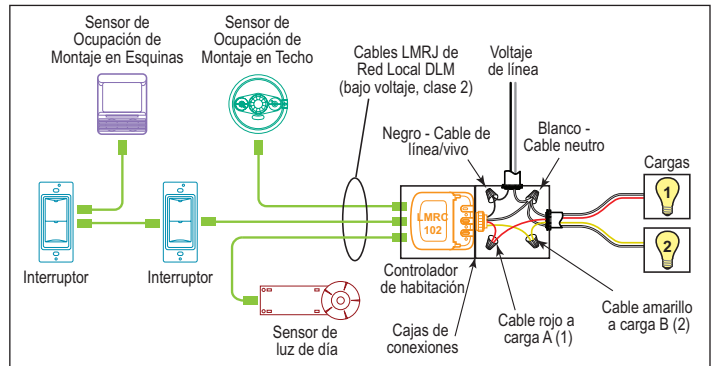 Sensor de
Ocupación de
Montaje en Esquinas
Sensor de
Ocupación de
Montaje en Techo
Cables LMRJ de
Red Local DLM
(bajo voltaje, clase 2)
Voltaje
de línea
Negro - Cable de
línea/vivo
Blanco -
Cable neutro
Cargas
1
2
LMRC
102
Interruptor
Interruptor
Controlador
de habitación
Sensor de
luz de día
Cajas de
conexiones
Cable rojo a
carga A (1)
Cable amarillo
a carga B (2)